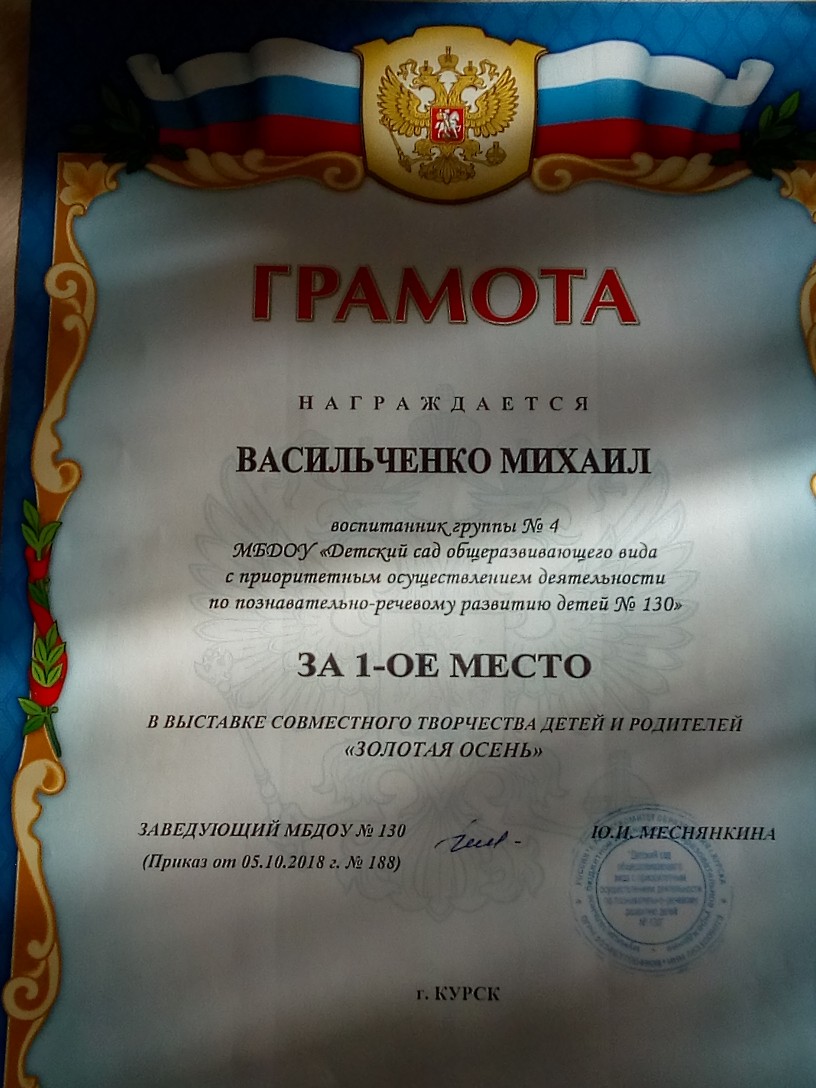 ГРАМОТА
НАГРАЖДАЕТСЯ
ВАСИЛЬЧЕНКО МИХАИЛ
воспитанник группы № 4
МБДОУ «Детский сад общеразвивающего вида
с приоритетным осуществлением деятельности
по познавательно-речевому развитию детей № 130»
ЗА 1-ОЕ МЕСТО
В ВЫСТАВКЕ СОВМЕСТНОГО ТВОРЧЕСТВА ДЕТЕЙ И РОДИТЕЛЕЙ
«ЗОЛОТАЯ ОСЕНЬ»
ЗАВЕДУЮЩИЙ МБДОУ № 130 Ю.И. МЕСНЯНКИНА
(Приказ от 05.10.2018 г. № 188)
г. КУРСК